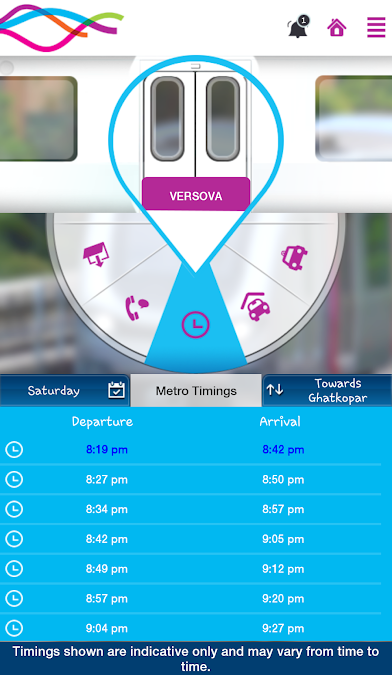 1
VERSOVA
Saturday
Metro Timings
Towards
Ghatkopar
Departure Arrival
8:19 pm 8:42 pm
8:27 pm 8:50 pm
8:34 pm 8:57 pm
8:42 pm 9:05 pm
8:49 pm 9:12 pm
8:57 pm 9:20 pm
9:04 pm 9:27 pm
Timings shown are indicative only and may vary from time to
time.